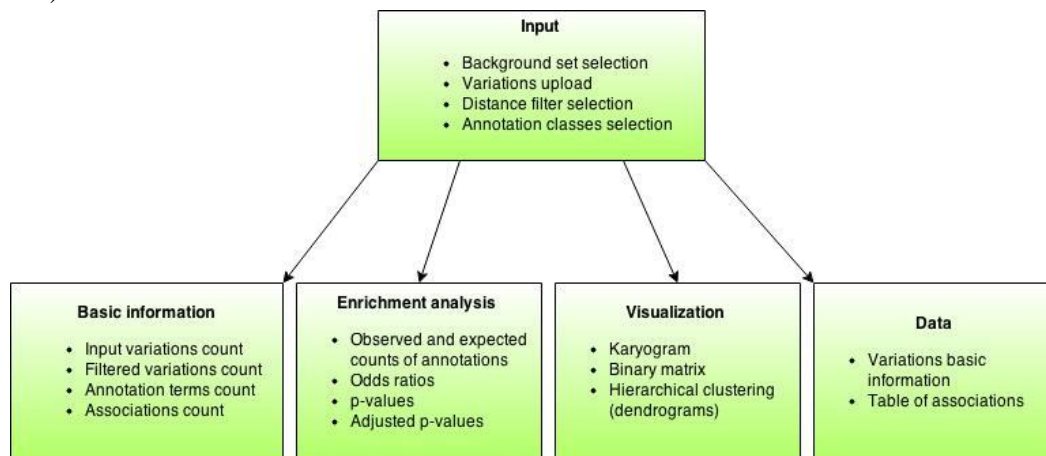 )
Input
• Background set selection
• Variations upload
• Distance filter selection
• Annotation classes selection
Basic information
• Input variations count
• Filtered variations count
• Annotation terms count
• Associations count
Enrichment analysis
• Observed and expected
counts of annotations
• Odds ratios
• p-values
• Adjusted p-values
Visualization
• Karyogram
• Binary matrix
• Hierarchical clustering
(dendrograms)
Data
• Variations basic
information
• Table of associations